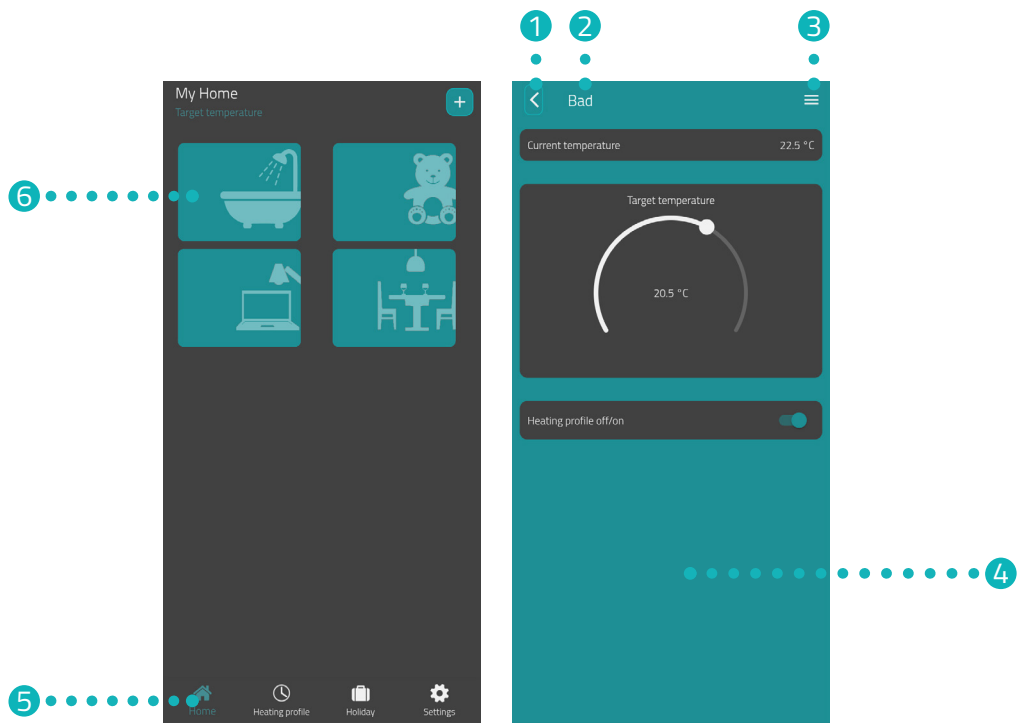 1 2 3
My Home
Target temperature
+
6
5
Home Heating profile Holiday Settings
Bad
Current temperature 22.5 °C
Target temperature
20.5 °C
Heating profile off/on
4